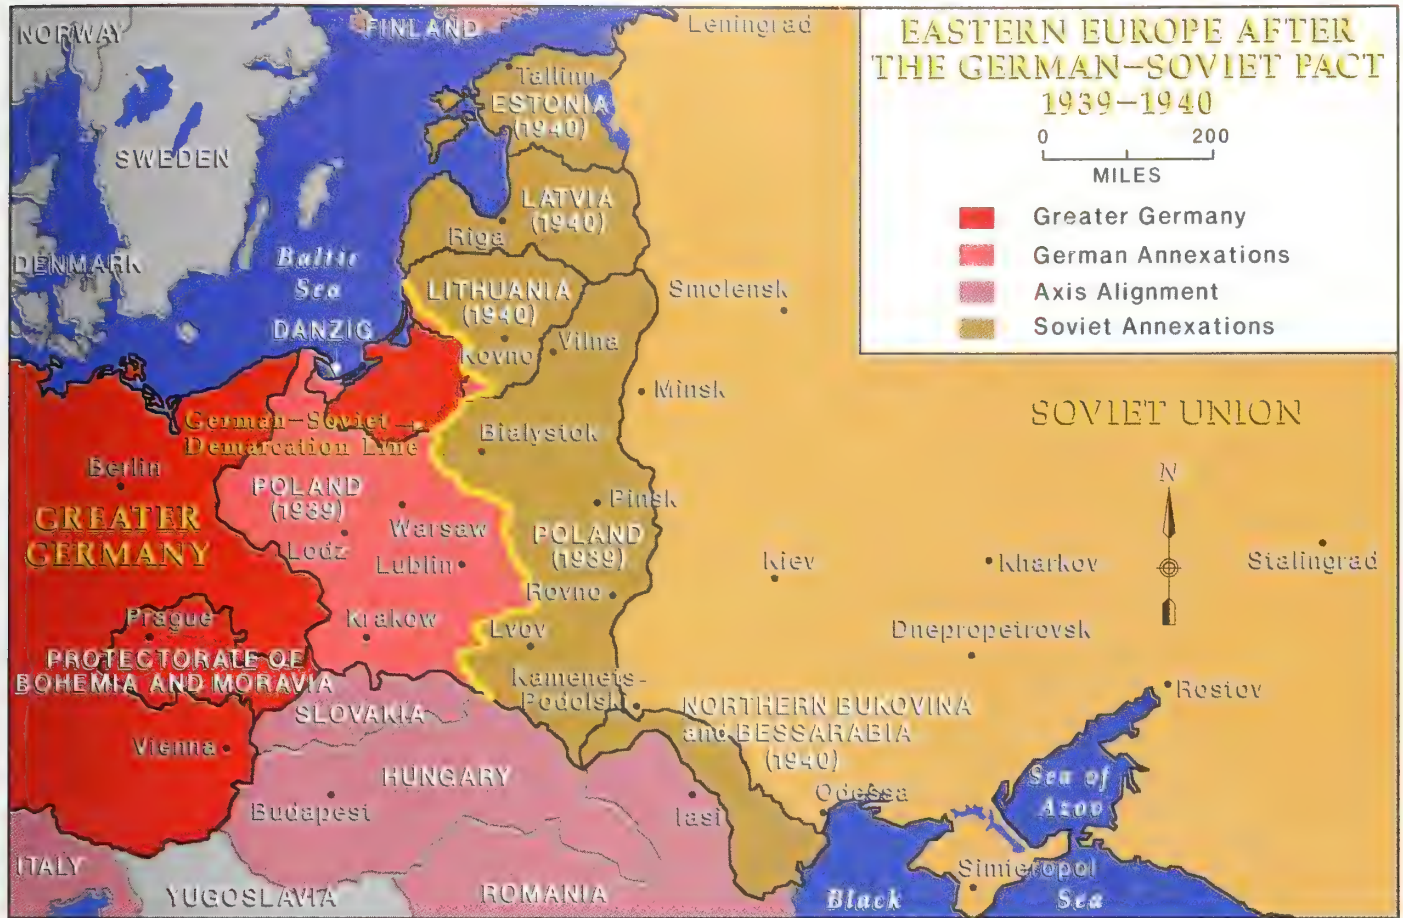 NORWAY
FINLAND
Leningrad
EASTERN EUROPE AFTER
THE GERMAN–SOVIET PACT
1939–1940
0 200
MILES
Greater Germany
German Annexations
Axis Alignment
Soviet Annexations
Tallinn
ESTONIA
(1940)
SWEDEN
LATVIA
(1940)
Riga
DENMARK
Baltic
Sea
LITHUANIA
(1940)
Smolensk
DANZIG
Kovno
Vilna
Minsk
SOVIET UNION
German–Soviet
Demarcation Line
Bialystok
Berlin
N
POLAND
(1939)
Pinsk
GREATER
GERMANY
Warsaw
POLAND
(1939)
Lodz
Lublin
Kiev
Kharkov
Stalingrad
Rovno
Prague
Krakow
Lvov
Dnepropetrovsk
PROTECTORATE OF
BOHEMIA AND MORAVIA
Kamenets-
Podolski
Rostov
SLOVAKIA
NORTHERN BUKOVINA
and BESSARABIA
(1940)
Vienna
HUNGARY
Budapest
Iasi
Odessa
Sea of
Azov
ITALY
YUGOSLAVIA
ROMANIA
Simferopol
Black
Sea